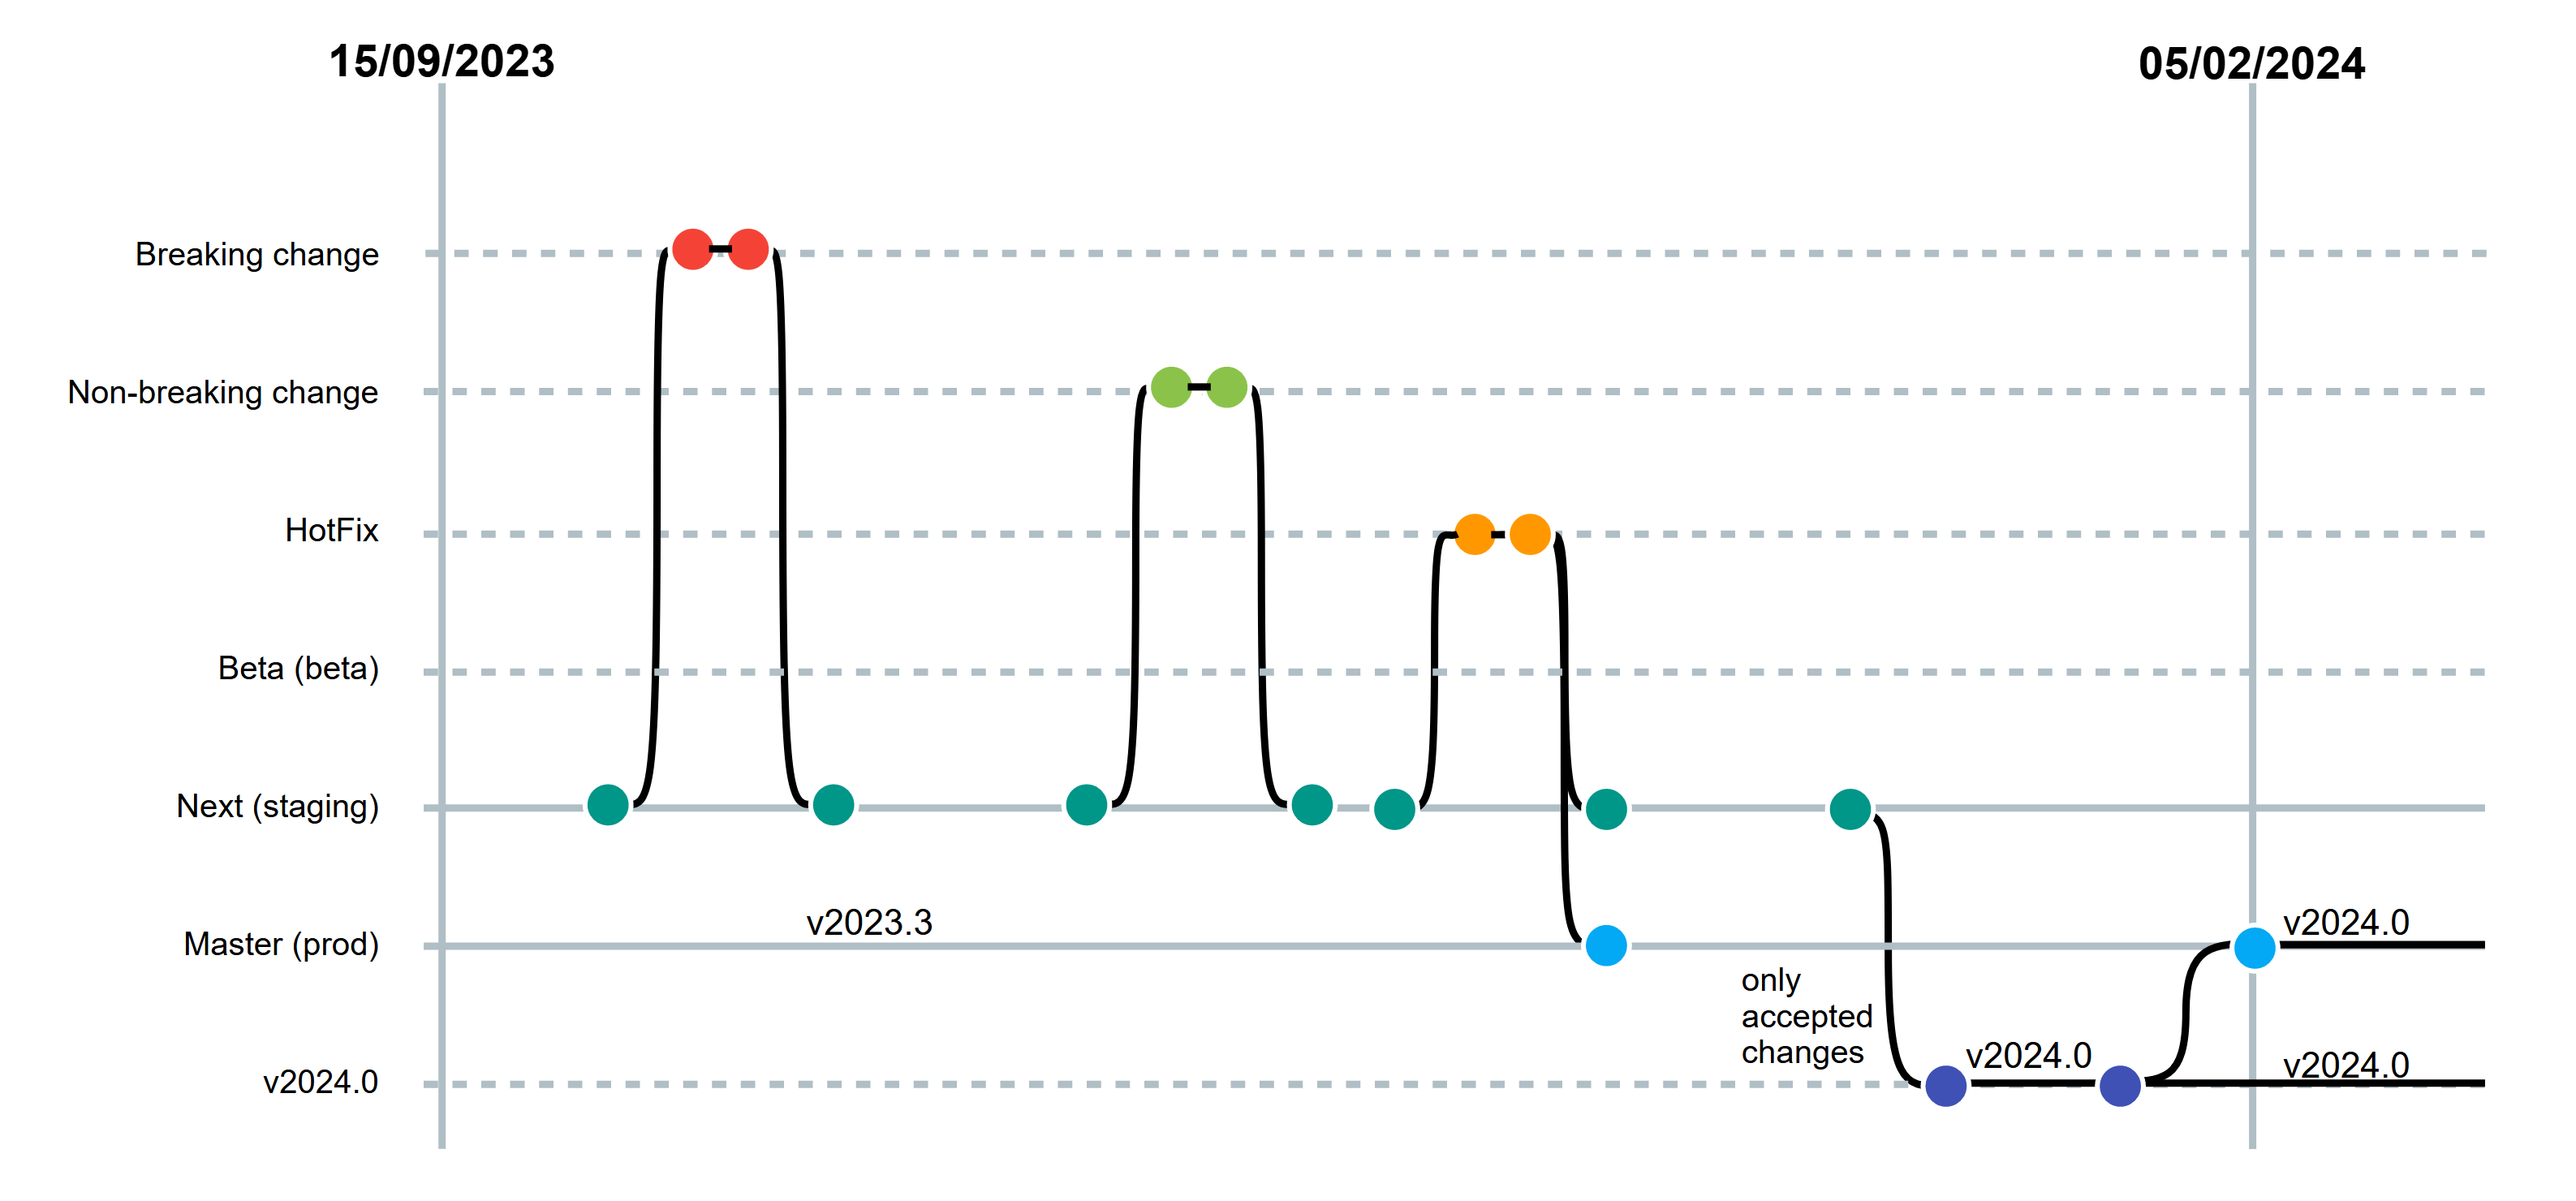 15/09/2023
05/02/2024
Breaking change
Non-breaking change
HotFix
Beta (beta)
Next (staging)
v2023.3
v2024.0
Master (prod)
only
accepted
changes
v2024.0
v2024.0
v2024.0